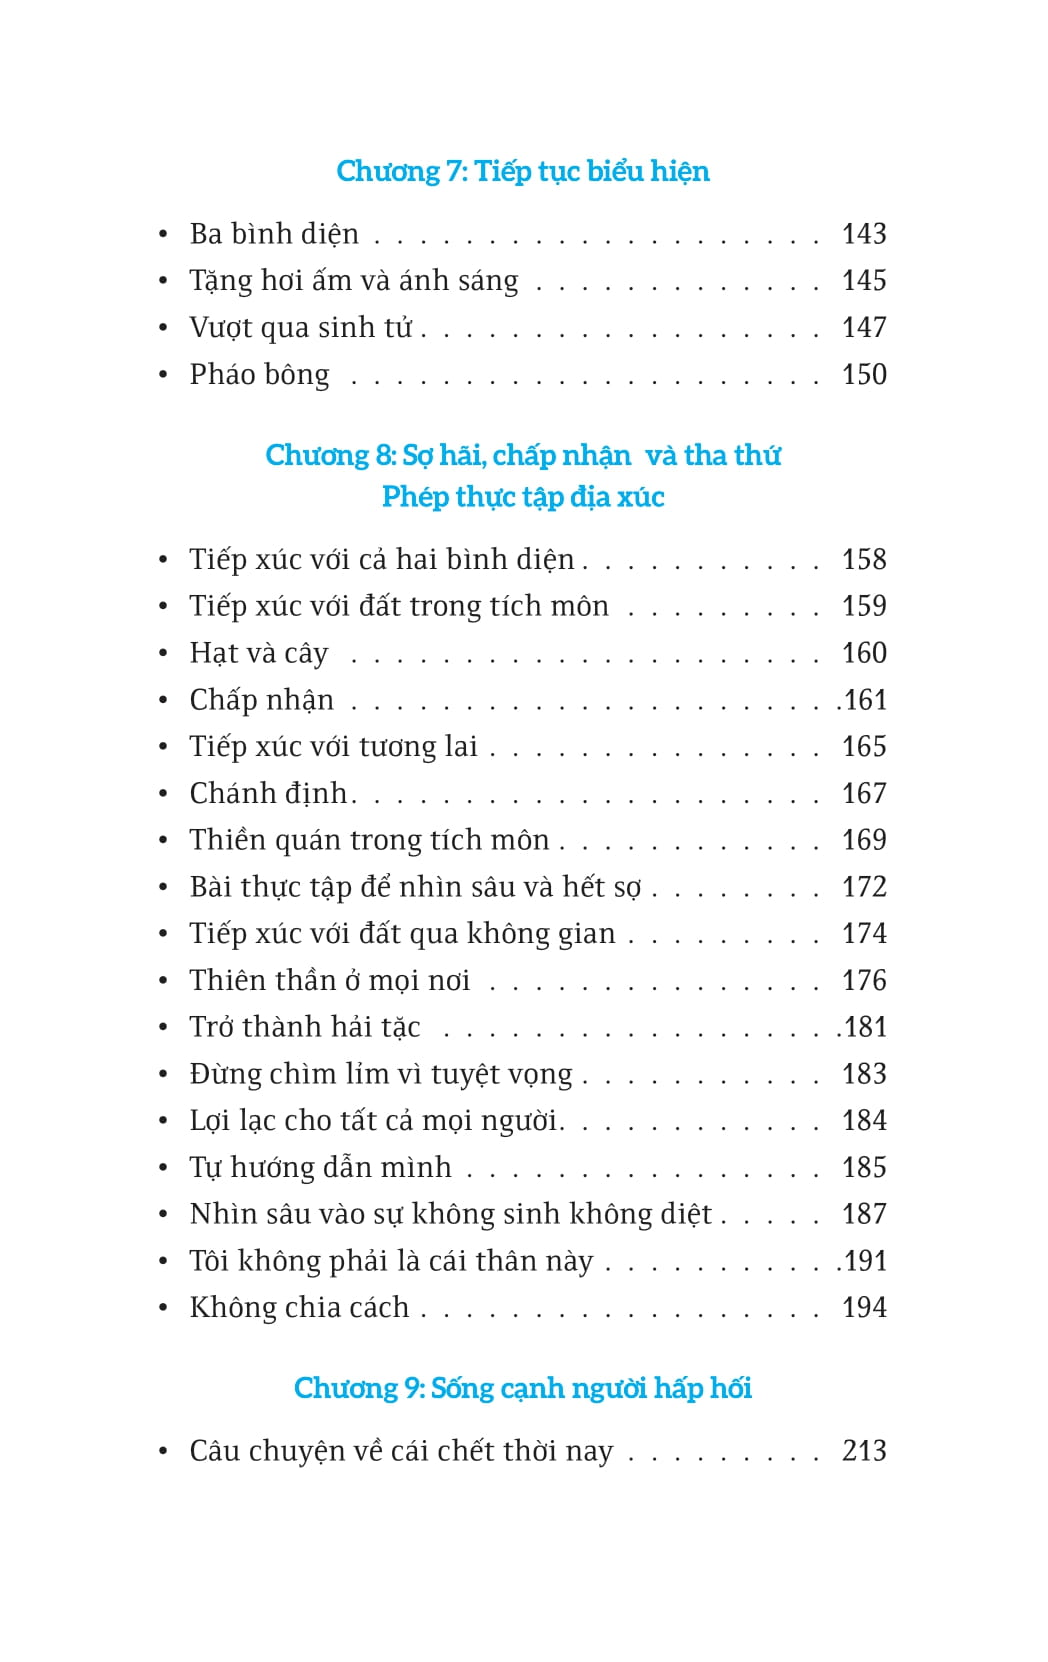 Chương 7: Tiếp tục biểu hiện
• Ba bình diện . . . . . . . . . . . . . . . . . . . . 143
• Tặng hơi ấm và ánh sáng . . . . . . . . . . . . . 145
• Vượt qua sinh tử . . . . . . . . . . . . . . . . . . 147
• Pháo bông . . . . . . . . . . . . . . . . . . . . . 150
Chương 8: Sợ hãi, chấp nhận và tha thứ
Phép thực tập địa xúc
• Tiếp xúc với cả hai bình diện . . . . . . . . . . . 158
• Tiếp xúc với đất trong tích môn . . . . . . . . . 159
• Hạt và cây . . . . . . . . . . . . . . . . . . . . . 160
• Chấp nhận . . . . . . . . . . . . . . . . . . . . . .161
• Tiếp xúc với tương lai . . . . . . . . . . . . . . . 165
• Chánh định. . . . . . . . . . . . . . . . . . . . . 167
• Thiền quán trong tích môn . . . . . . . . . . . . 169
• Bài thực tập để nhìn sâu và hết sợ . . . . . . . . 172
• Tiếp xúc với đất qua không gian . . . . . . . . . 174
• Thiên thần ở mọi nơi . . . . . . . . . . . . . . . 176
• Trở thành hải tặc . . . . . . . . . . . . . . . . . .181
• Đừng chìm lỉm vì tuyệt vọng . . . . . . . . . . . 183
• Lợi lạc cho tất cả mọi người. . . . . . . . . . . . 184
• Tự hướng dẫn mình . . . . . . . . . . . . . . . . 185
• Nhìn sâu vào sự không sinh không diệt . . . . . 187
• Tôi không phải là cái thân này . . . . . . . . . . .191
• Không chia cách . . . . . . . . . . . . . . . . . . 194
Chương 9: Sống cạnh người hấp hối
• Câu chuyện về cái chết thời nay . . . . . . . . . 213